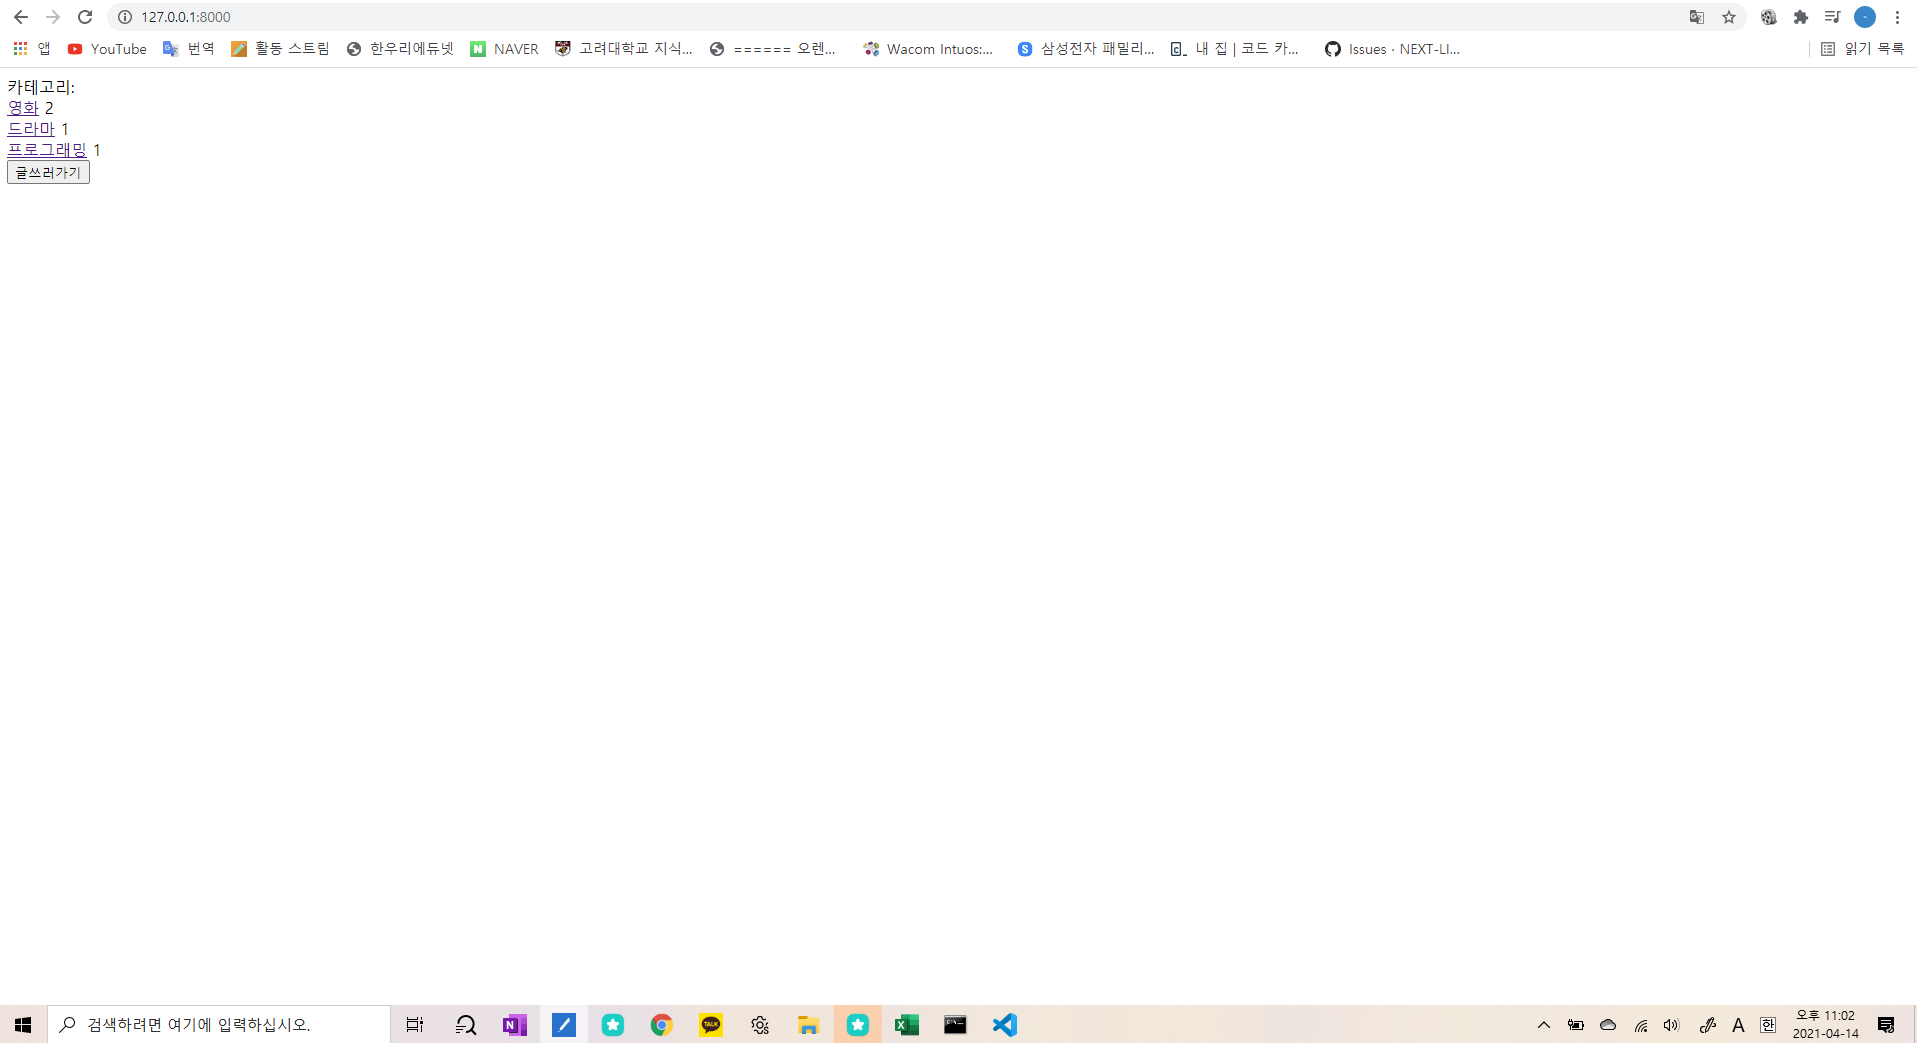 127.0.0.1:8000
앱 YouTube 번역 활동 스트림 한우리에듀넷 NAVER 고려대학교 지식... ====== 오렌... Wacom Intuos:... 삼성전자 패밀리... 내 집 | 코드 카... Issues · NEXT-LI... 읽기 목록
카테고리:
영화 2
드라마 1
프로그래밍 1
글쓰러가기
검색하려면 여기에 입력하십시오.
TALK
A 한
오후 11:02
2021-04-14